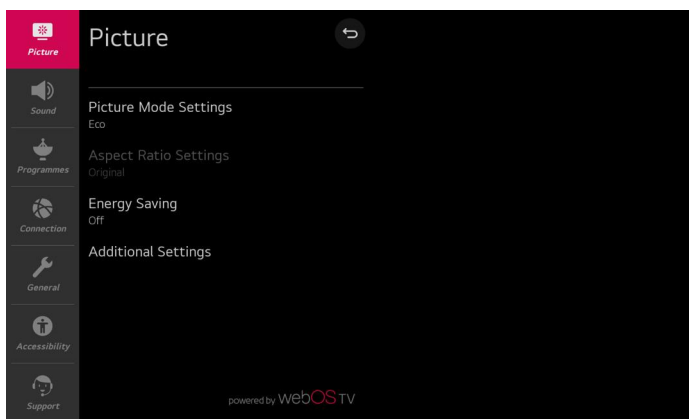 Picture
Sound
Programmes
Connection
General
Accessibility
Support
Picture
Picture Mode Settings
Eco
Aspect Ratio Settings
Original
Energy Saving
Off
Additional Settings
powered by webOS TV